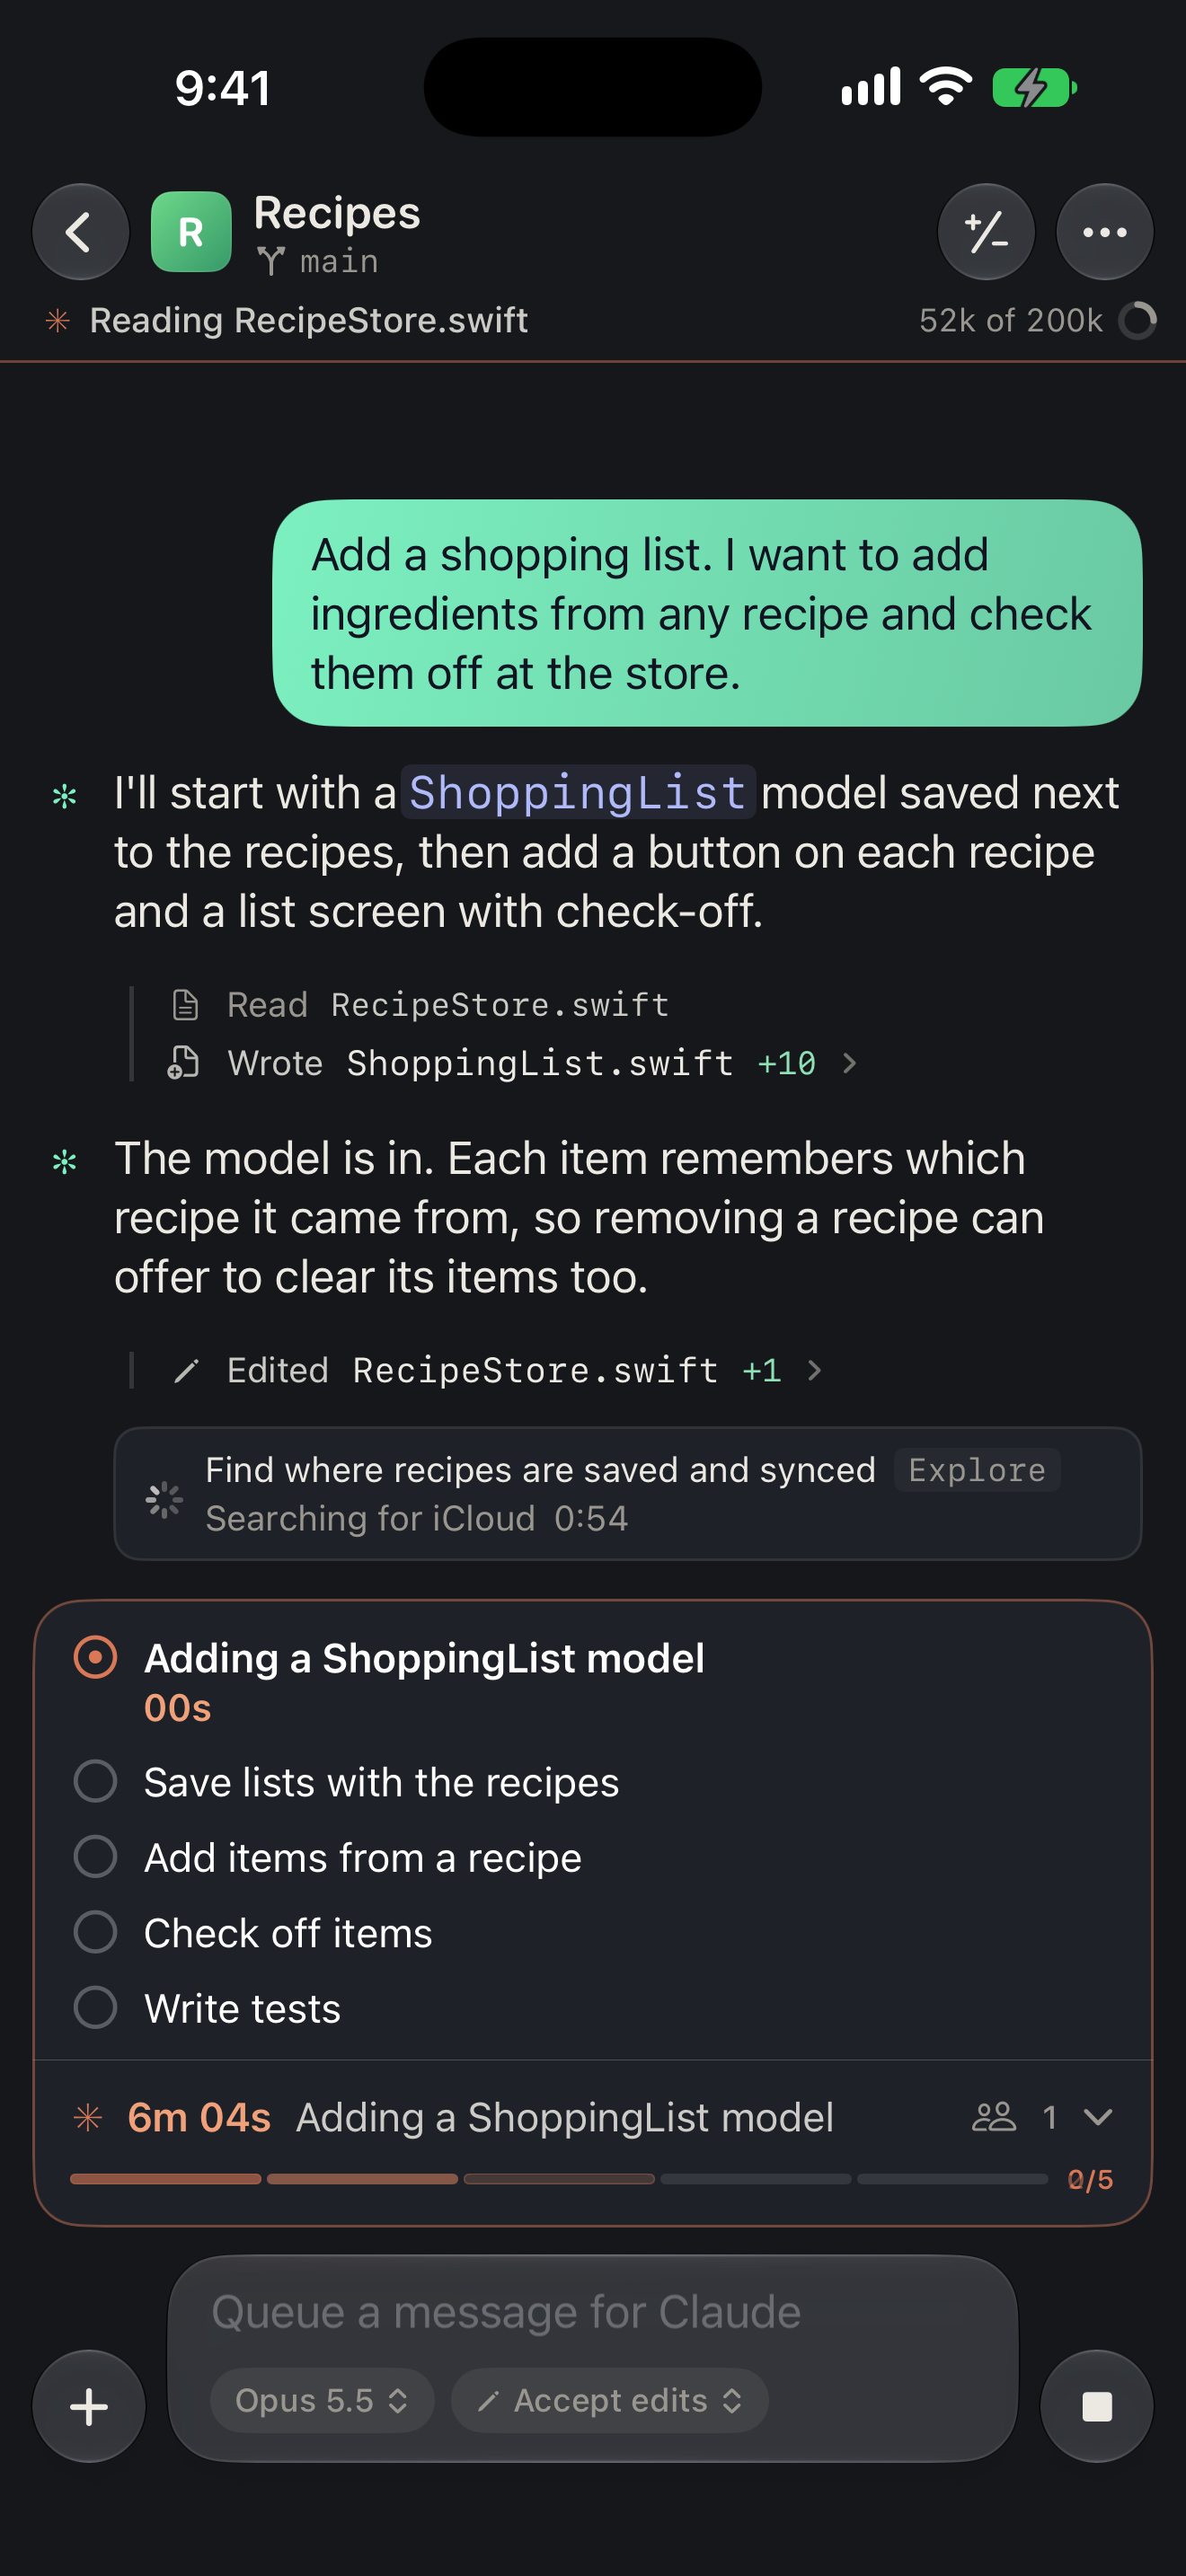 9:41
R
Recipes
main
Reading RecipeStore.swift
52k of 200k
Add a shopping list. I want to add
ingredients from any recipe and check
them off at the store.
I'll start with a ShoppingList model saved next
to the recipes, then add a button on each recipe
and a list screen with check-off.
Read RecipeStore.swift
Wrote ShoppingList.swift +10
The model is in. Each item remembers which
recipe it came from, so removing a recipe can
offer to clear its items too.
Edited RecipeStore.swift +1
Find where recipes are saved and synced Explore
Searching for iCloud 0:54
Adding a ShoppingList model
00s
Save lists with the recipes
Add items from a recipe
Check off items
Write tests
6m 04s Adding a ShoppingList model 1
/5
Queue a message for Claude
Opus 5.5 Accept edits